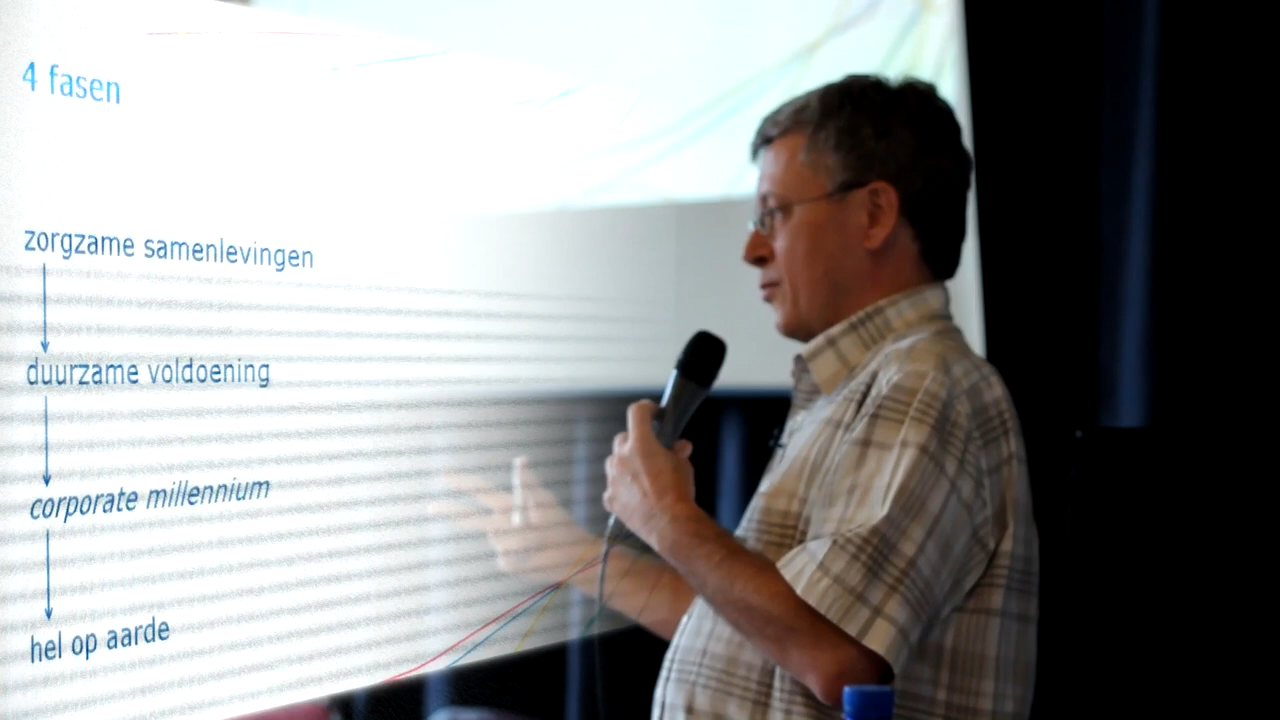 4 fasen
zorgzame samenlevingen
duurzame voldoening
corporate millennium
hel op aarde